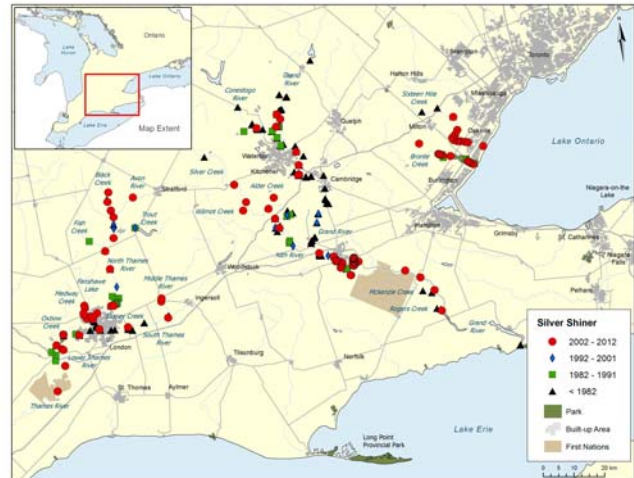 Ontario
Lake Huron
Lake Ontario
Lake Erie
Map Extent
Brampton
Toronto
Mississauga
Halton Hills
Sixteen Mile Creek
Milton
Oakville
Bronte Creek
Burlington
Lake Ontario
Hamilton
Grimsby
St. Catharines
Niagara-on-the Lake
Niagara Falls
Pelham
Conestogo River
Grand River
Guelph
Waterloo
Kitchener
Cambridge
Silver Creek
Alder Creek
Wilmot Creek
Grand River
Nith River
Black Creek
Avon River
Stratford
Trout Creek
Fish Creek
North Thames River
Fanshawe Lake
Middle Thames River
Medway Creek
Oxbow Creek
Ingersoll
Woodstock
South Thames River
London
Lower Thames River
Thames River
St. Thomas
Aylmer
Tillsonburg
Norfolk
McKenzie Creek
Rogers Creek
Grand River
Long Point Provincial Park
Lake Erie
Silver Shiner
2002 - 2012
1992 - 2001
1982 - 1991
< 1982
Park
Built-up Area
First Nations
0 5 10 20 km